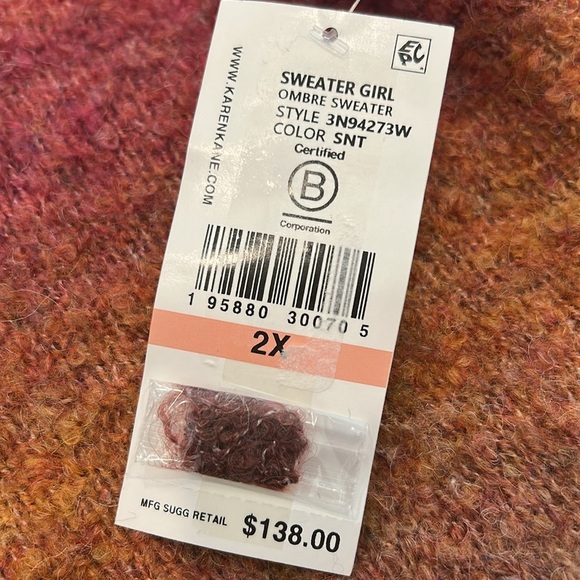 WWW.KARENKANE.COM
EPC
SWEATER GIRL
OMBRE SWEATER
STYLE 3N94273W
COLOR SNT
Certified
B
Corporation
1 95880 30070 5
2X
MFG SUGG RETAIL $138.00